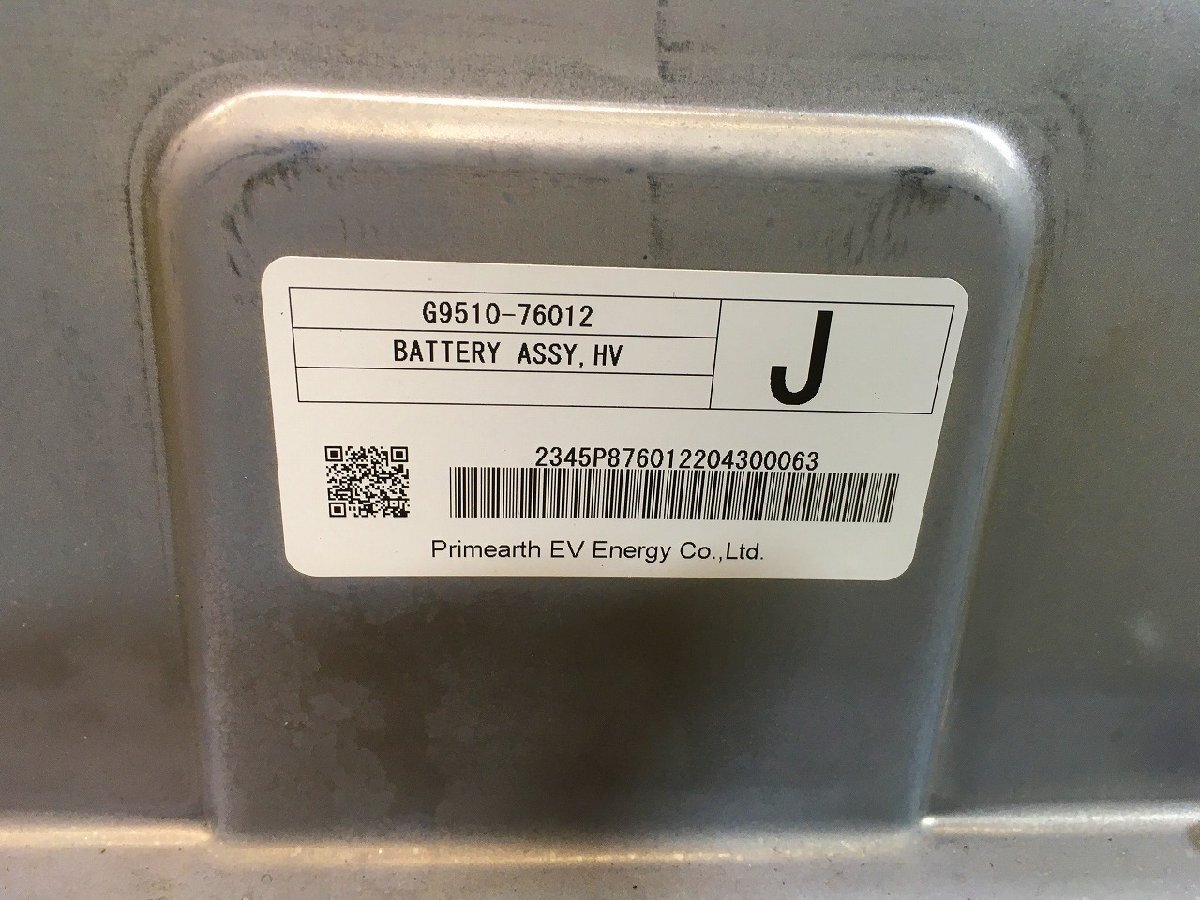 G9510-76012
BATTERY ASSY,HV
J
2345P876012204300063
Primearth EV Energy Co.,Ltd.